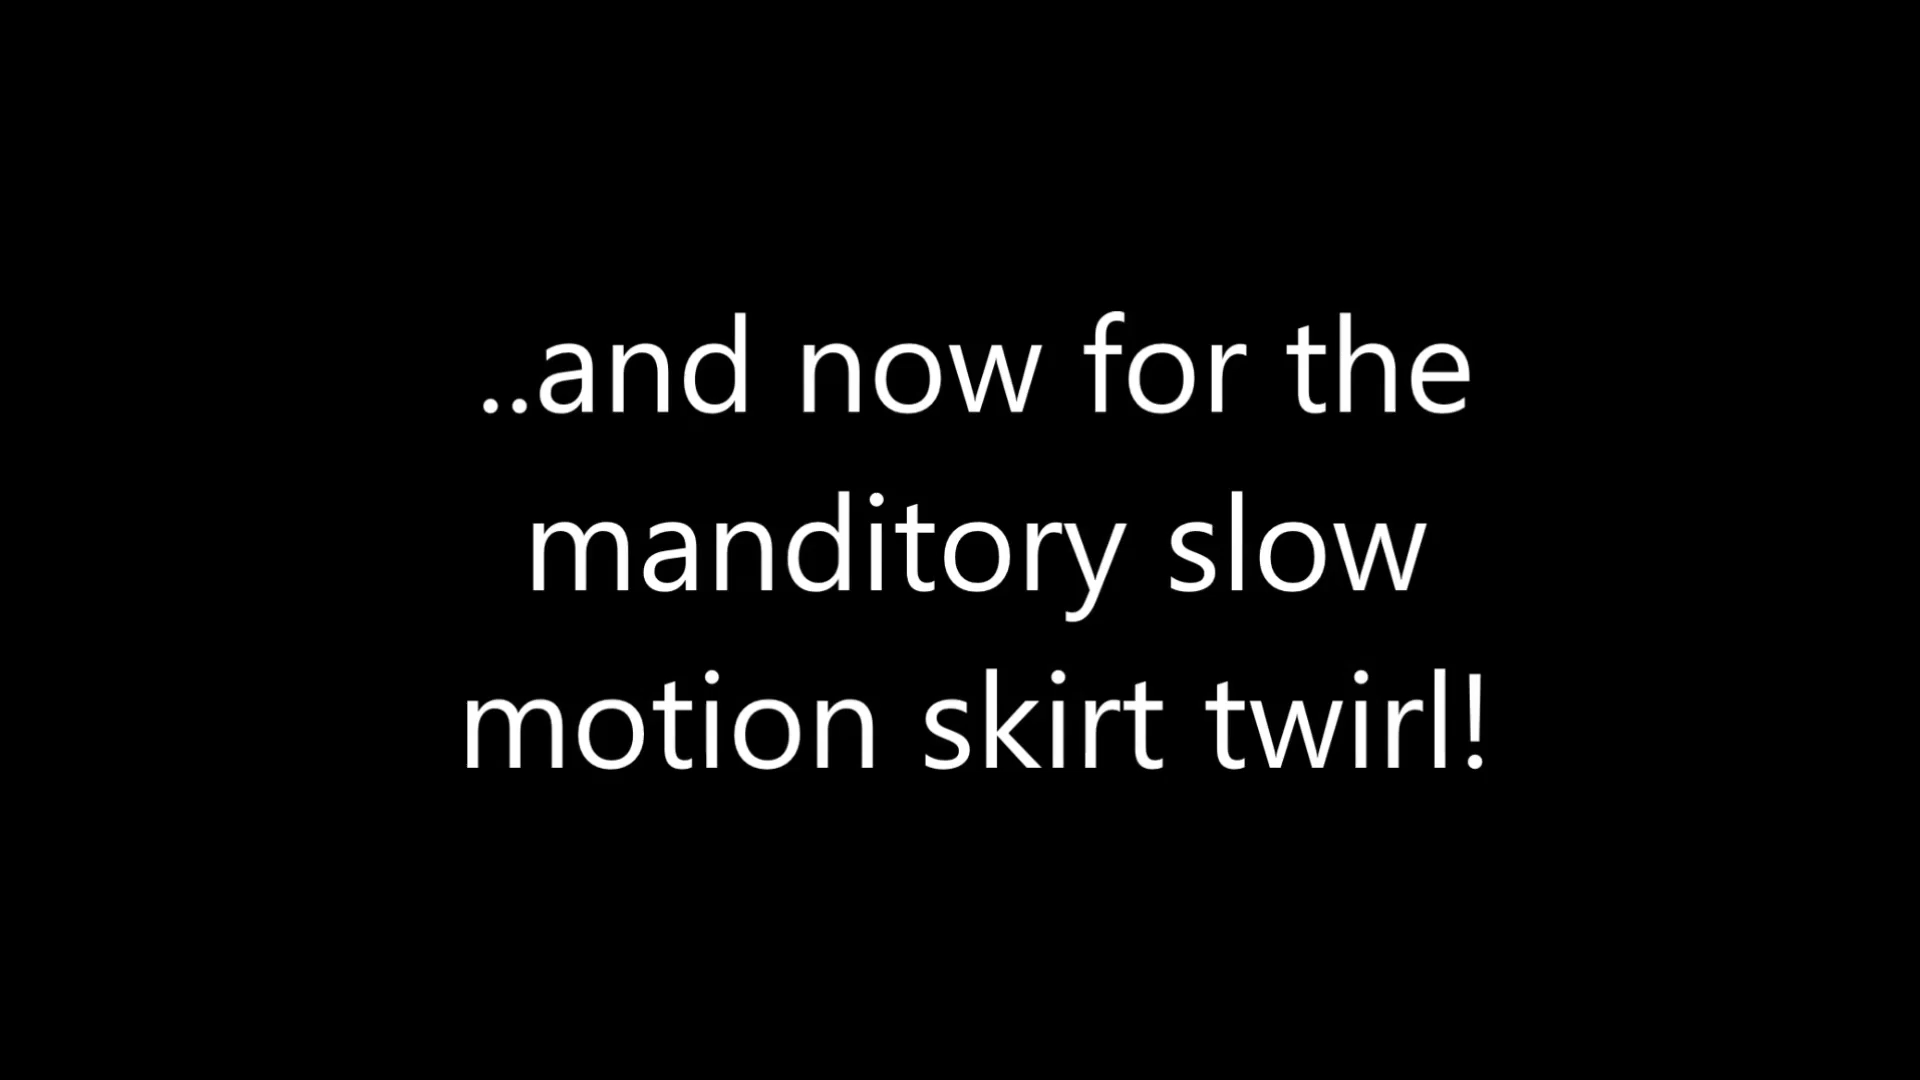 ..and now for the
manditory slow
motion skirt twirl!